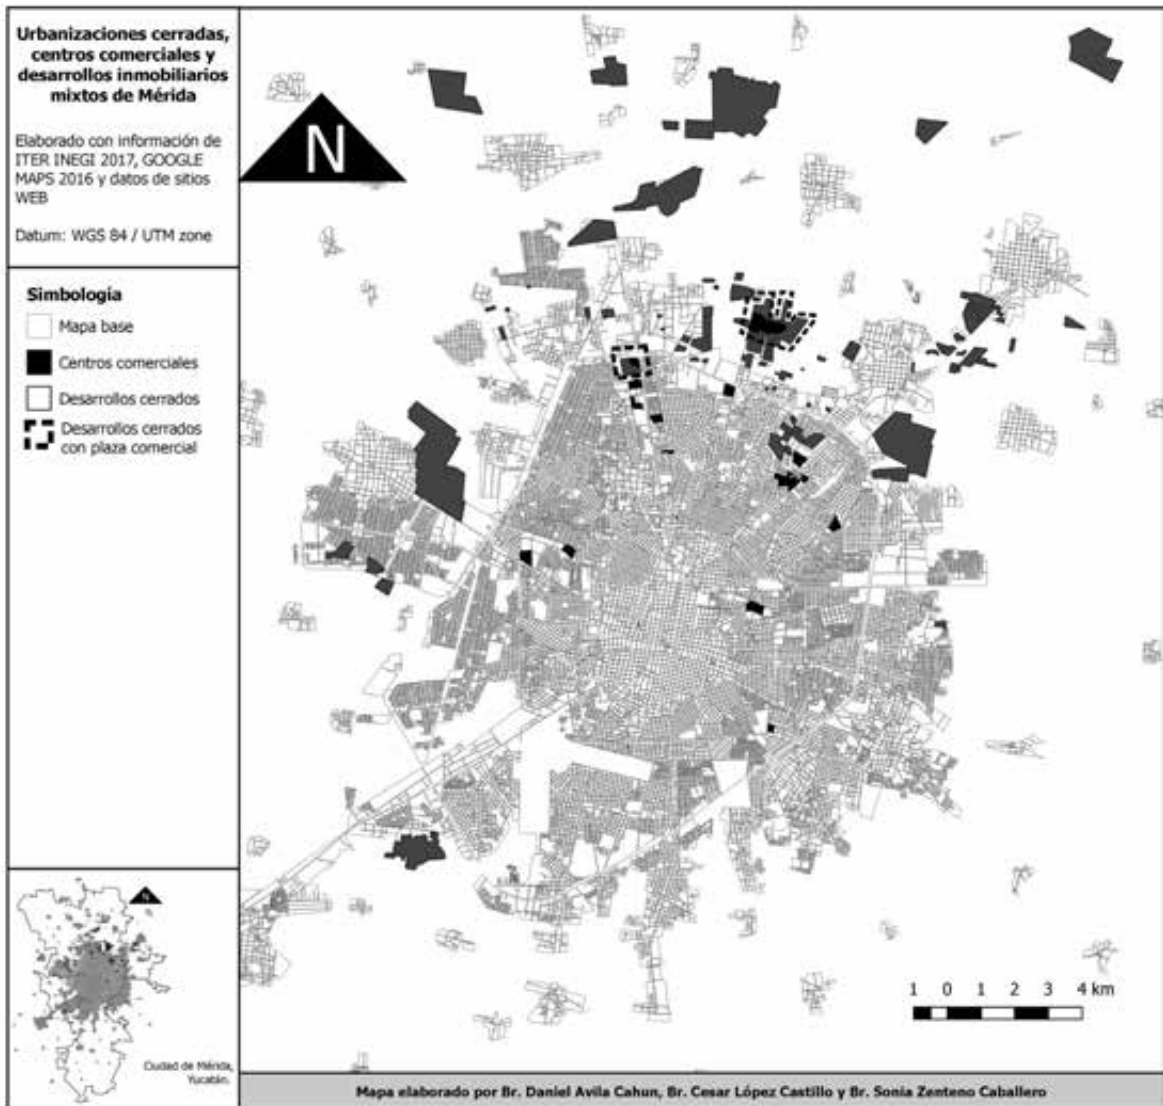 Urbanizaciones cerradas,
centros comerciales y
desarrollos inmobiliarios
mixtos de Mérida
Elaborado con información de
ITER INEGI 2017, GOOGLE
MAPS 2016 y datos de sitios
WEB
Datum: WGS 84 / UTM zone
N
Simbología
Mapa base
Centros comerciales
Desarrollos cerrados
Desarrollos cerrados
con plaza comercial
N
Ciudad de Mérida,
Yucatán.
1 0 1 2 3 4 km
Mapa elaborado por Br. Daniel Avila Cahun, Br. Cesar López Castillo y Br. Sonia Zenteno Caballero